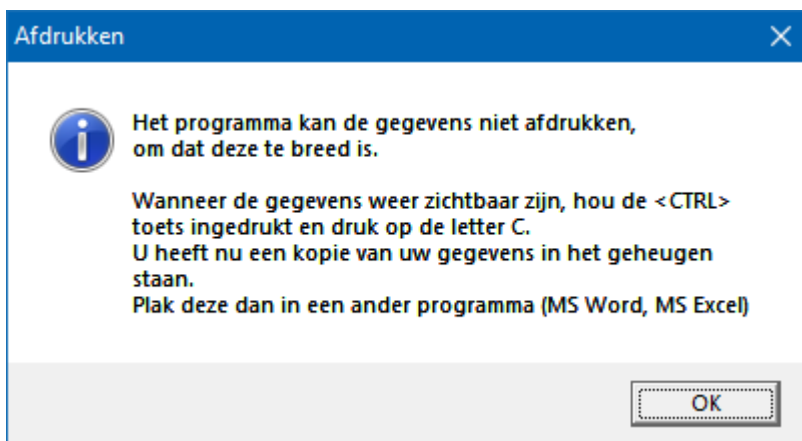 Afdrukken
Het programma kan de gegevens niet afdrukken,
om dat deze te breed is.
Wanneer de gegevens weer zichtbaar zijn, hou de <CTRL>
toets ingedrukt en druk op de letter C.
U heeft nu een kopie van uw gegevens in het geheugen
staan.
Plak deze dan in een ander programma (MS Word, MS Excel)
OK